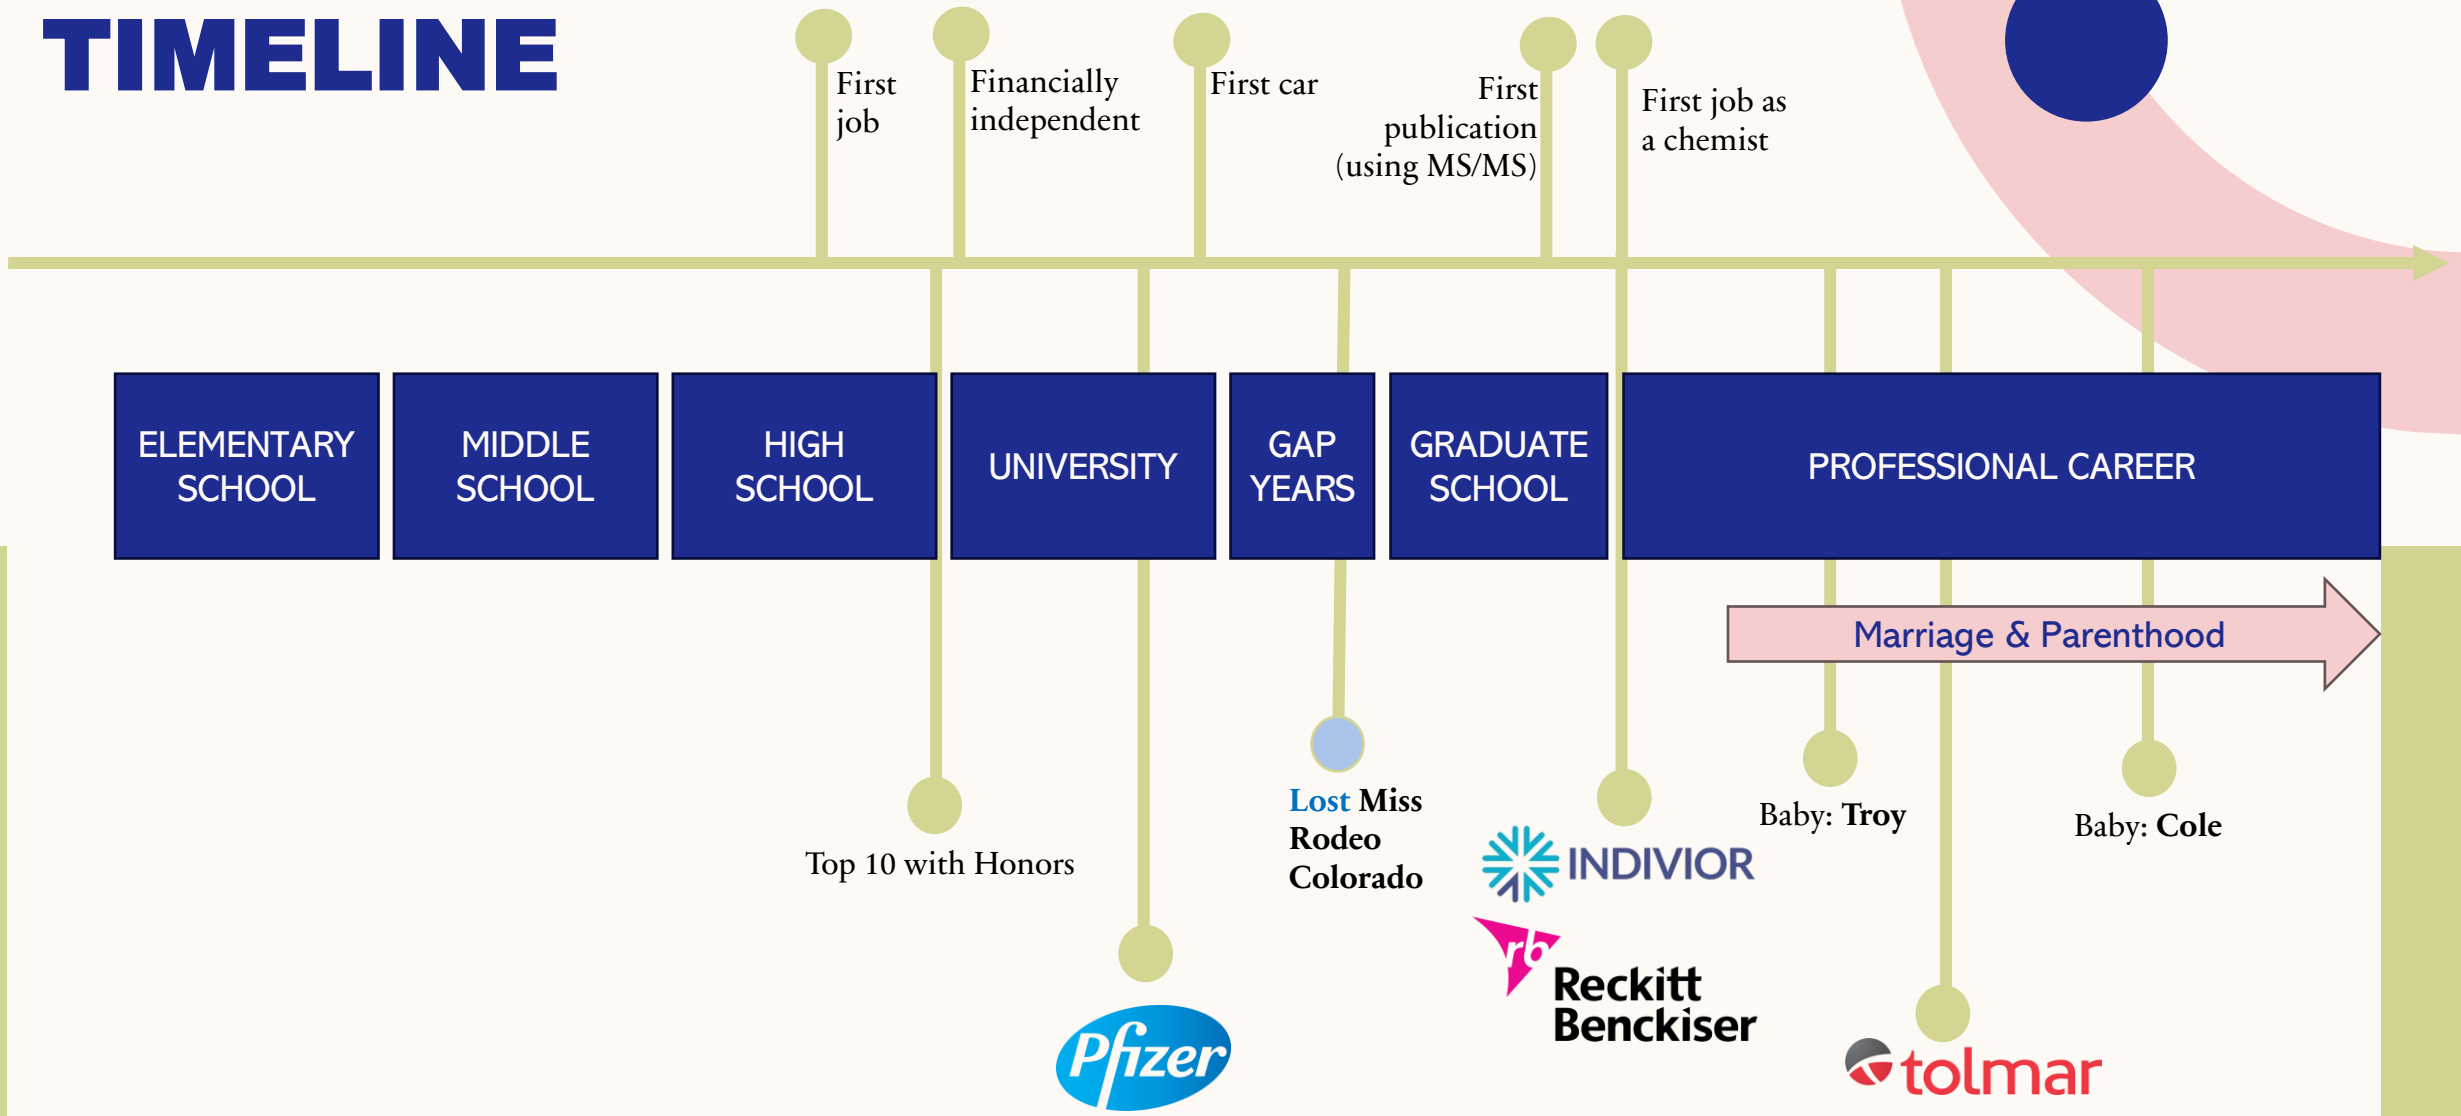 TIMELINE
First
job
Financially
independent
First car
First
publication
(using MS/MS)
First job as
a chemist
ELEMENTARY
SCHOOL
MIDDLE
SCHOOL
HIGH
SCHOOL
UNIVERSITY
GAP
YEARS
GRADUATE
SCHOOL
PROFESSIONAL CAREER
Marriage & Parenthood
Top 10 with Honors
Pfizer
Lost Miss
Rodeo
Colorado
INDIVIOR
rb
Reckitt
Benckiser
Baby: Troy
tolmar
Baby: Cole